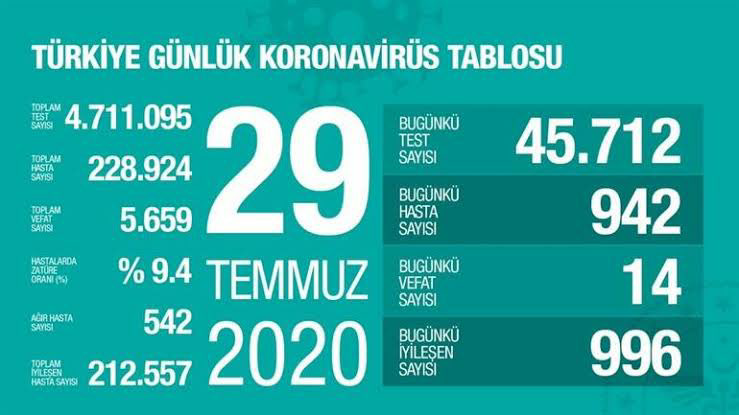 TÜRKİYE GÜNLÜK KORONAVİRÜS TABLOSU
TOPLAM
TEST
SAYISI
4.711.095
TOPLAM
HASTA
SAYISI
228.924
TOPLAM
VEFAT
SAYISI
5.659
HASTALARDA
ZATÜRE
ORANI (%)
% 9.4
AĞIR HASTA
SAYISI
542
TOPLAM
İYİLEŞEN
HASTA SAYISI
212.557
29
TEMMUZ
2020
BUGÜNKÜ
TEST
SAYISI
45.712
BUGÜNKÜ
HASTA
SAYISI
942
BUGÜNKÜ
VEFAT
SAYISI
14
BUGÜNKÜ
İYİLEŞEN
SAYISI
996